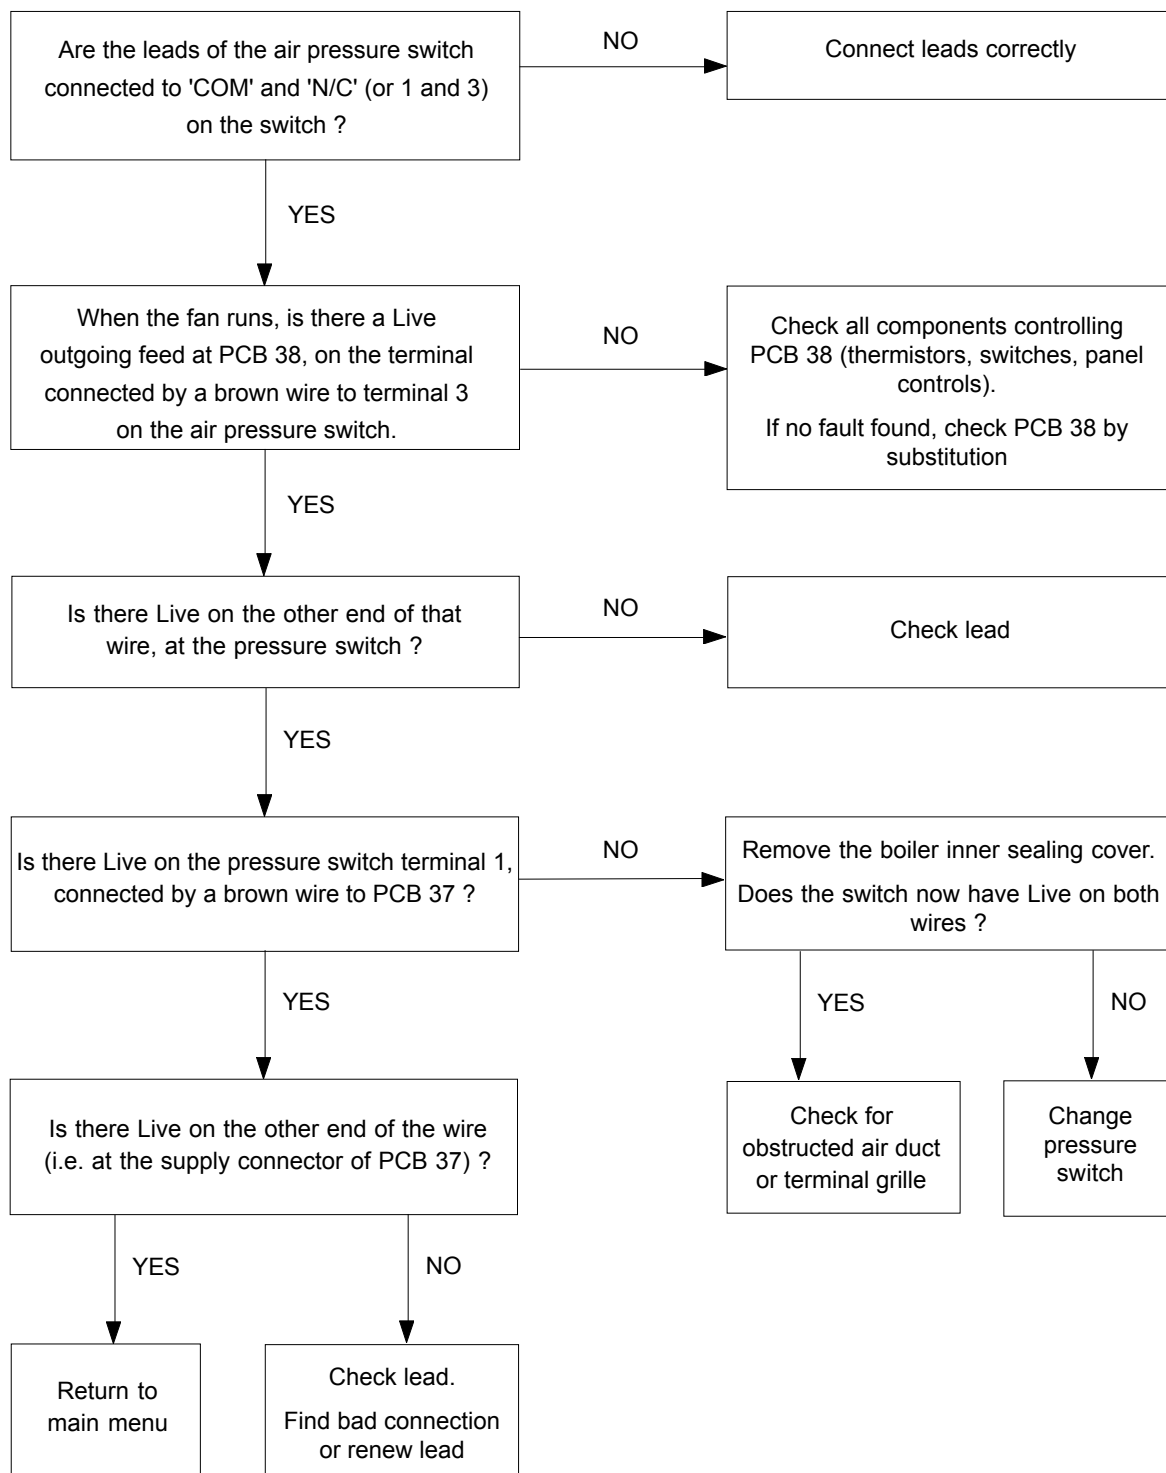 Are the leads of the air pressure switch
connected to 'COM' and 'N/C' (or 1 and 3)
on the switch ?
NO
Connect leads correctly
YES
When the fan runs, is there a Live
outgoing feed at PCB 38, on the terminal
connected by a brown wire to terminal 3
on the air pressure switch.
NO
Check all components controlling
PCB 38 (thermistors, switches, panel
controls).
If no fault found, check PCB 38 by
substitution
YES
Is there Live on the other end of that
wire, at the pressure switch ?
NO
Check lead
YES
Is there Live on the pressure switch terminal 1,
connected by a brown wire to PCB 37 ?
NO
Remove the boiler inner sealing cover.
Does the switch now have Live on both
wires ?
YES
YES
NO
Is there Live on the other end of the wire
(i.e. at the supply connector of PCB 37) ?
Check for
obstructed air duct
or terminal grille
Change
pressure
switch
YES
NO
Return to
main menu
Check lead.
Find bad connection
or renew lead